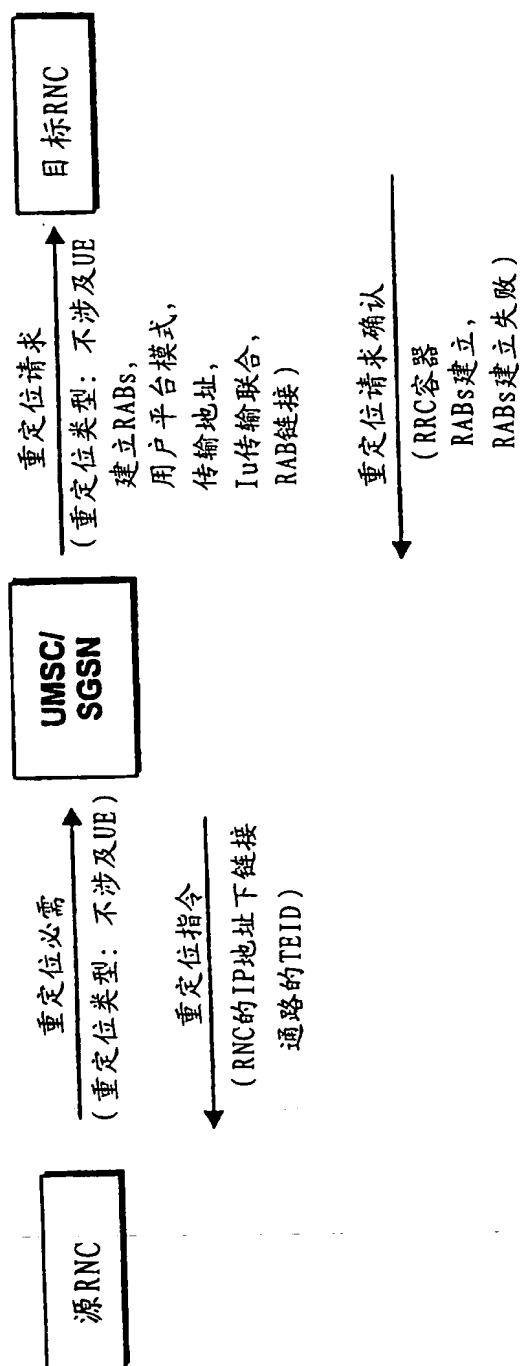 源RNC
重定位必需
(重定位类型: 不涉及UE)
重定位指令
(RNC的IP地址下链接
通路的TEID)
UMSC/
SGSN
重定位请求
(重定位类型: 不涉及UE
建立RABs,
用户平台模式,
传输地址,
Iu传输联合,
RAB链接)
重定位请求确认
(RRC容器
RABs建立,
RABs建立失败)
目标RNC